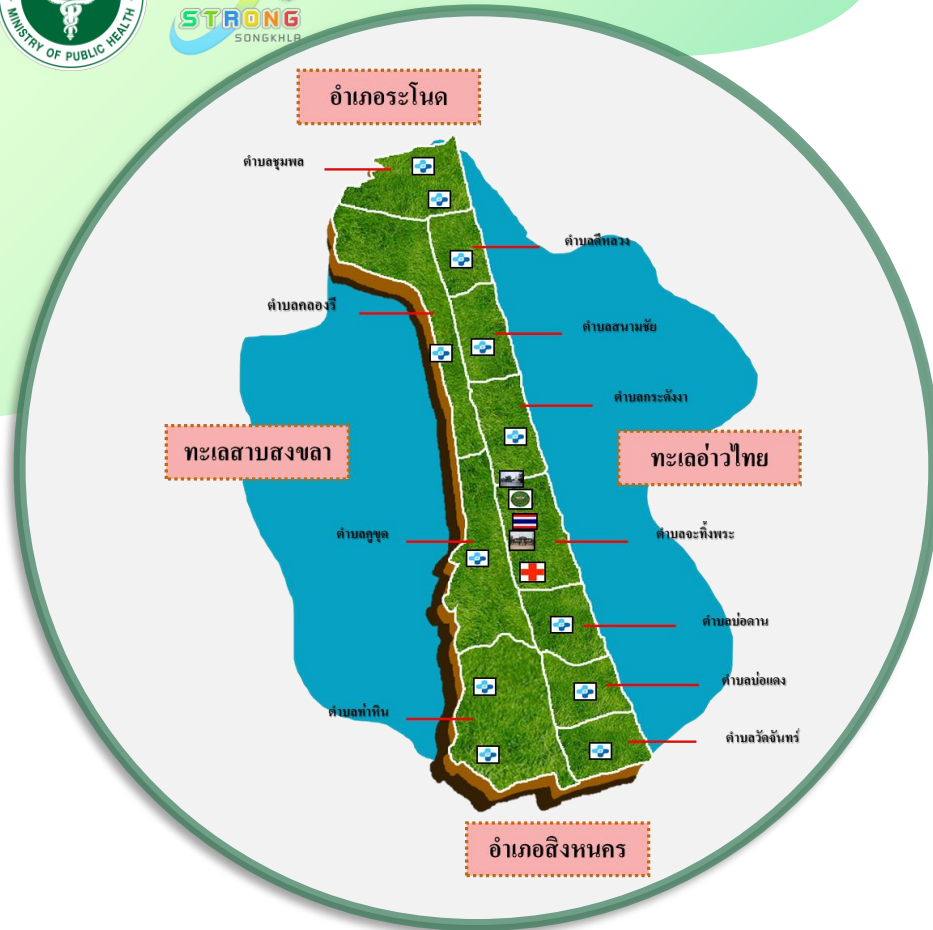 MINISTRY OF PUBLIC HEALTH
STRONG
SONGKHLA
อำเภอระโนด
ตำบลชุมพล
ตำบลดีหลวง
ตำบลคลองรี
ตำบลสนามชัย
ตำบลกระดังงา
ทะเลสาบสงขลา
ทะเลอ่าวไทย
ตำบลคูขุด
ตำบลจะทิ้งพระ
ตำบลบ่อดาน
ตำบลบ่อแดง
ตำบลท่าหิน
ตำบลวัดจันทร์
อำเภอสิงหนคร